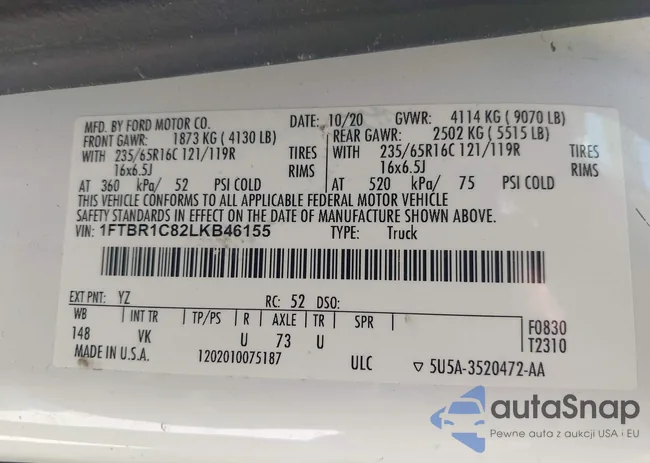 MFD. BY FORD MOTOR CO. DATE: 10/20 GVWR: 4114 KG ( 9070 LB)
FRONT GAWR: 1873 KG ( 4130 LB) REAR GAWR: 2502 KG ( 5515 LB)
WITH 235/65R16C 121/119R TIRES WITH 235/65R16C 121/119R TIRES
16x6.5J RIMS 16x6.5J RIMS
AT 360 kPa/ 52 PSI COLD AT 520 kPa/ 75 PSI COLD
THIS VEHICLE CONFORMS TO ALL APPLICABLE FEDERAL MOTOR VEHICLE
SAFETY STANDARDS IN EFFECT ON THE DATE OF MANUFACTURE SHOWN ABOVE.
VIN: 1FTBR1C82LKB46155 TYPE: Truck
EXT PNT: YZ RC: 52 DSO:
WB INT TR TP/PS R AXLE TR SPR F0830
148 VK U 73 U T2310
MADE IN U.S.A. 1202010075187 ULC ▽ 5U5A-3520472-AA
autaSnap
Pewne auta z aukcji USA i EU